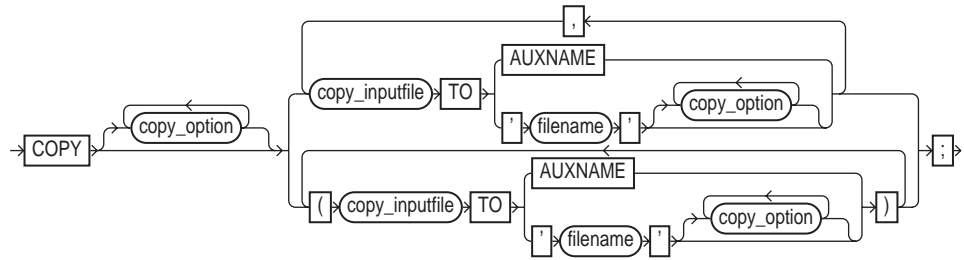 ,
AUXNAME
copy_inputfile TO
' filename ' copy_option
COPY copy_option
;
AUXNAME
( copy_inputfile TO )
' filename ' copy_option